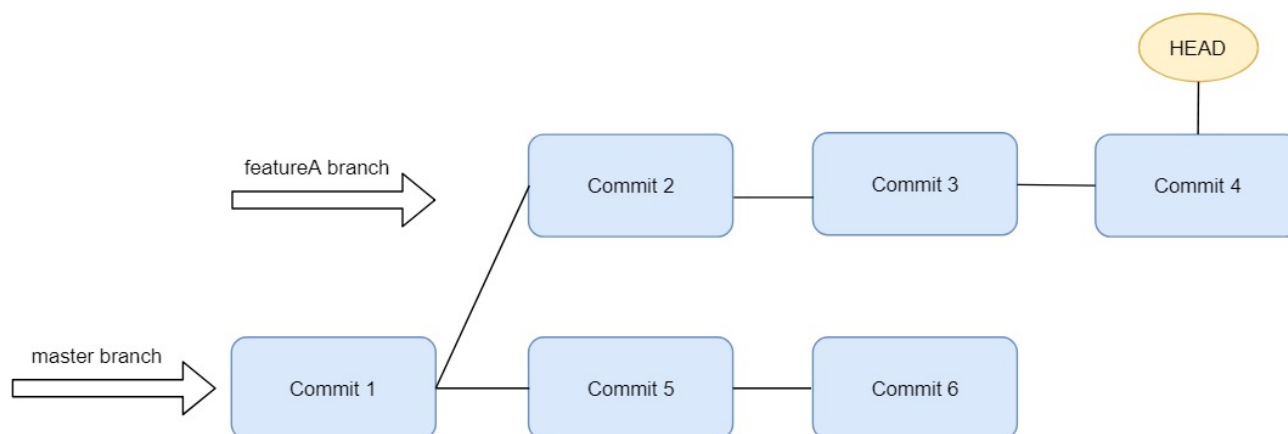 HEAD
featureA branch
Commit 2
Commit 3
Commit 4
master branch
Commit 1
Commit 5
Commit 6